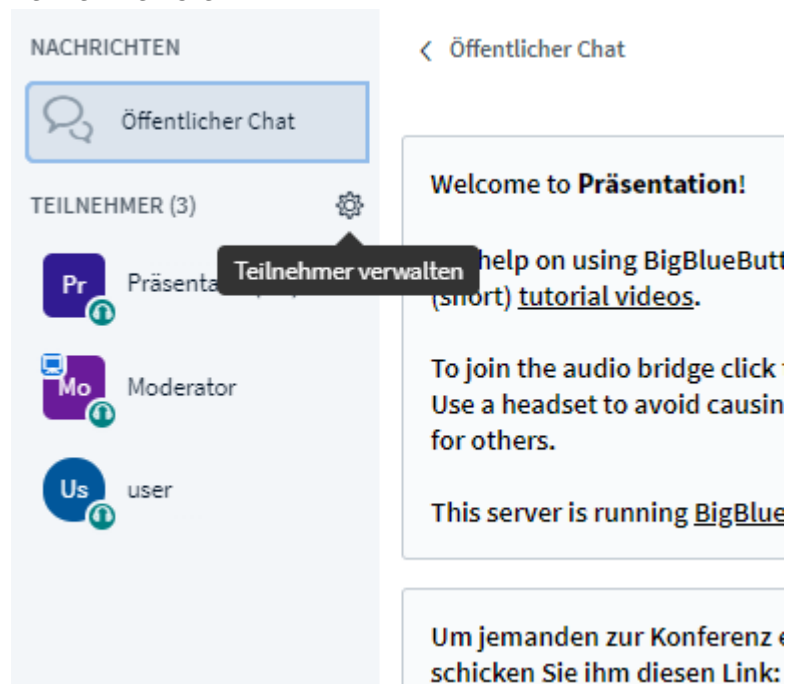 NACHRICHTEN
Öffentlicher Chat
TEILNEHMER (3)
Teilnehmer verwalten
Pr
Mo Moderator
Us user
Öffentlicher Chat
Welcome to Präsentation!
help on using BigBlueButt
(short) tutorial videos.
To join the audio bridge click
Use a headset to avoid causin
for others.
This server is running BigBlue
Um jemanden zur Konferenz e
schicken Sie ihm diesen Link: